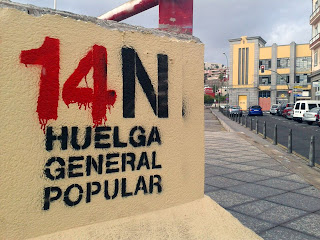 14N
HUELGA
GENERAL
POPULAR